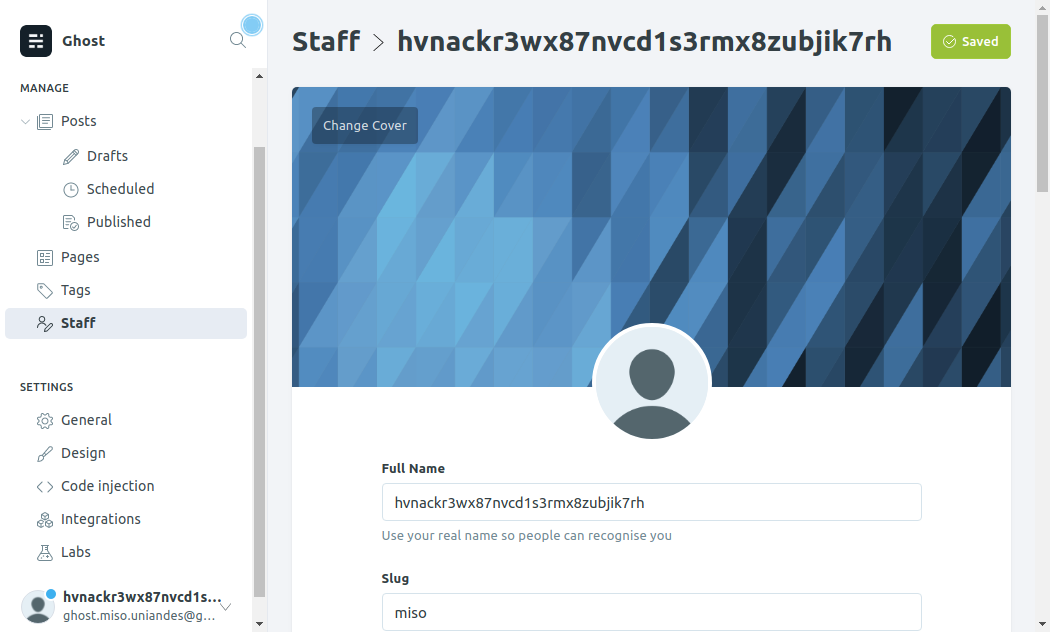 Ghost
MANAGE
Posts
Drafts
Scheduled
Published
Pages
Tags
Staff
SETTINGS
General
Design
Code injection
Integrations
Labs
hvnackr3wx87nvcd1s...
ghost.miso.uniandes@g...
Staff > hvnackr3wx87nvcd1s3rmx8zubjik7rh
Saved
Change Cover
Full Name
hvnackr3wx87nvcd1s3rmx8zubjik7rh
Use your real name so people can recognise you
Slug
miso